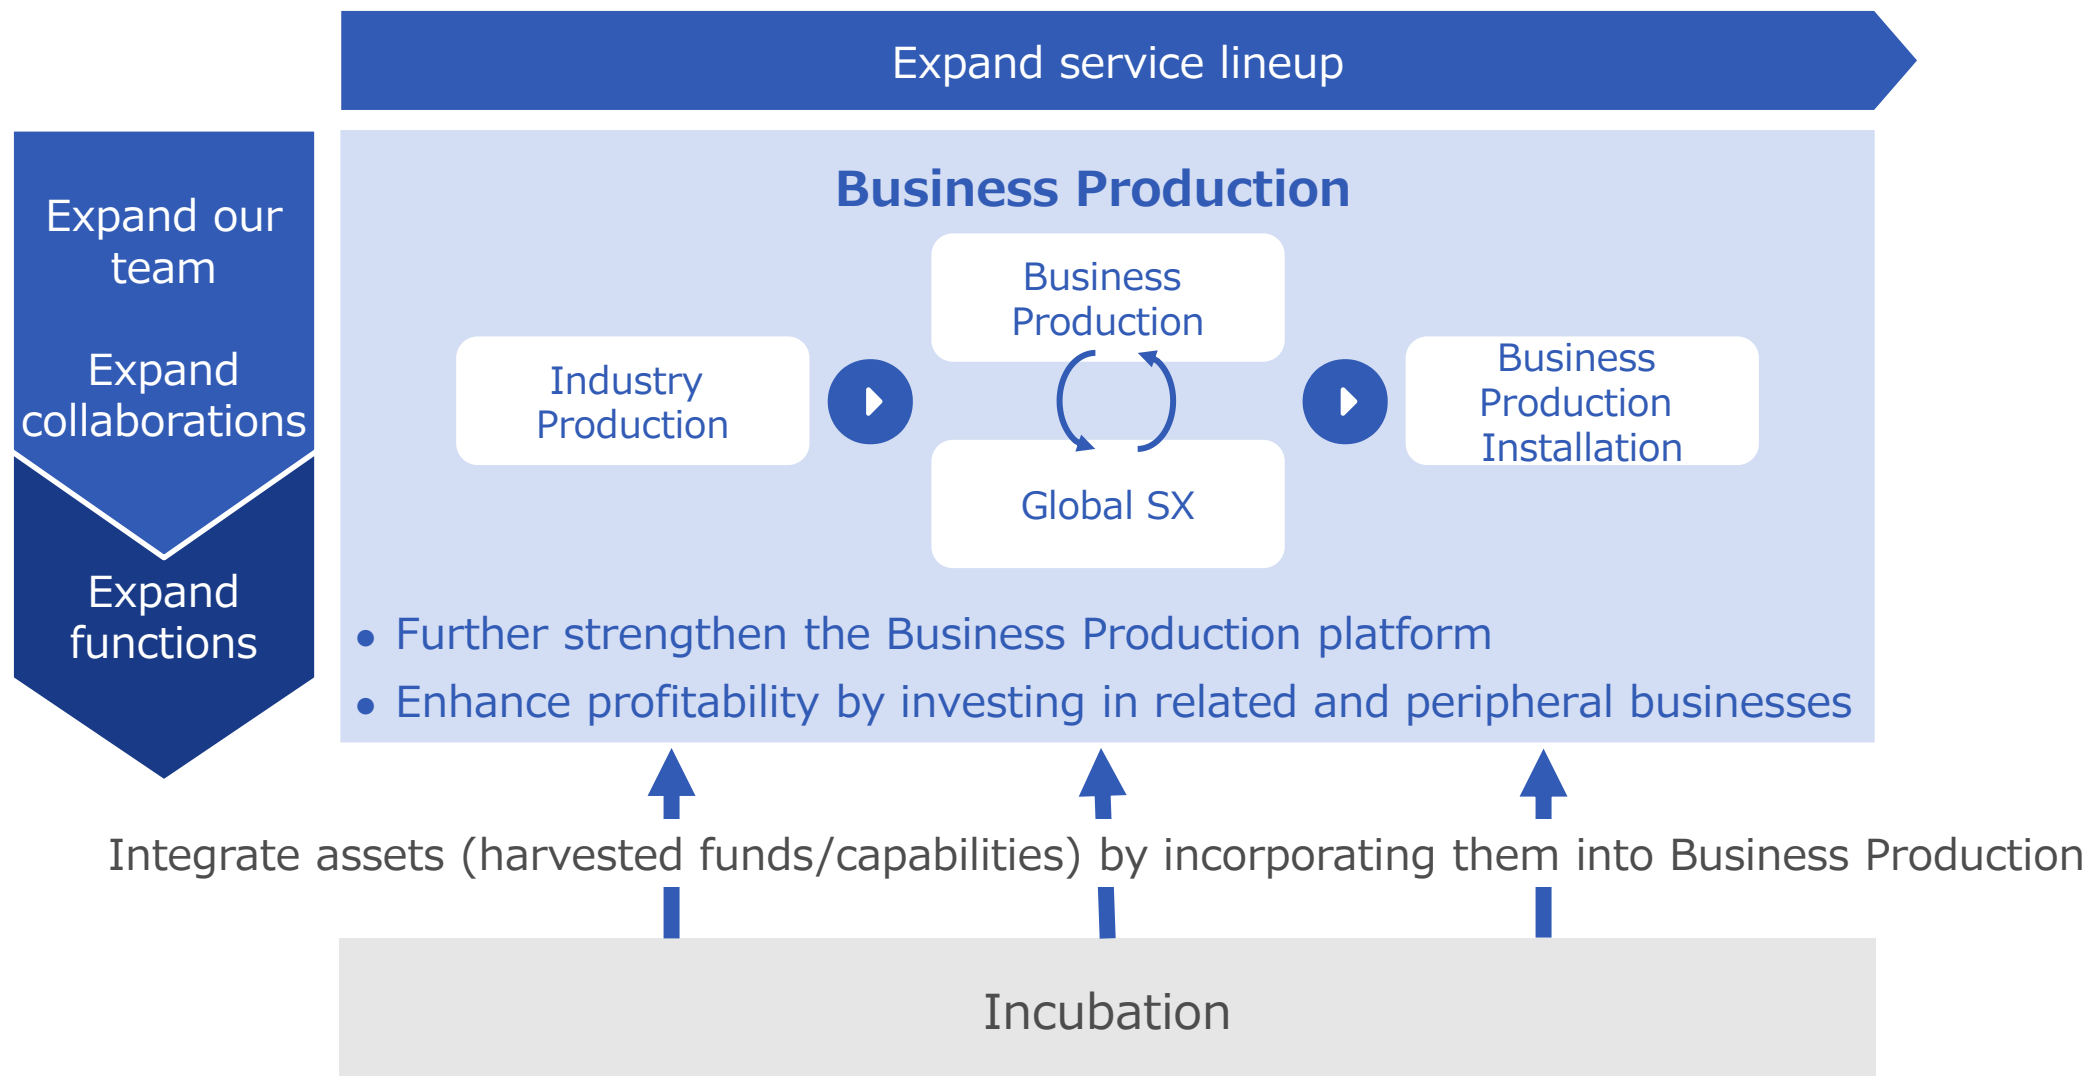 Expand service lineup
Expand our
team
Expand
collaborations
Expand
functions
Business Production
Industry
Production
Business
Production
Global SX
Business
Production
Installation
● Further strengthen the Business Production platform
● Enhance profitability by investing in related and peripheral businesses
Integrate assets (harvested funds/capabilities) by incorporating them into Business Production
Incubation